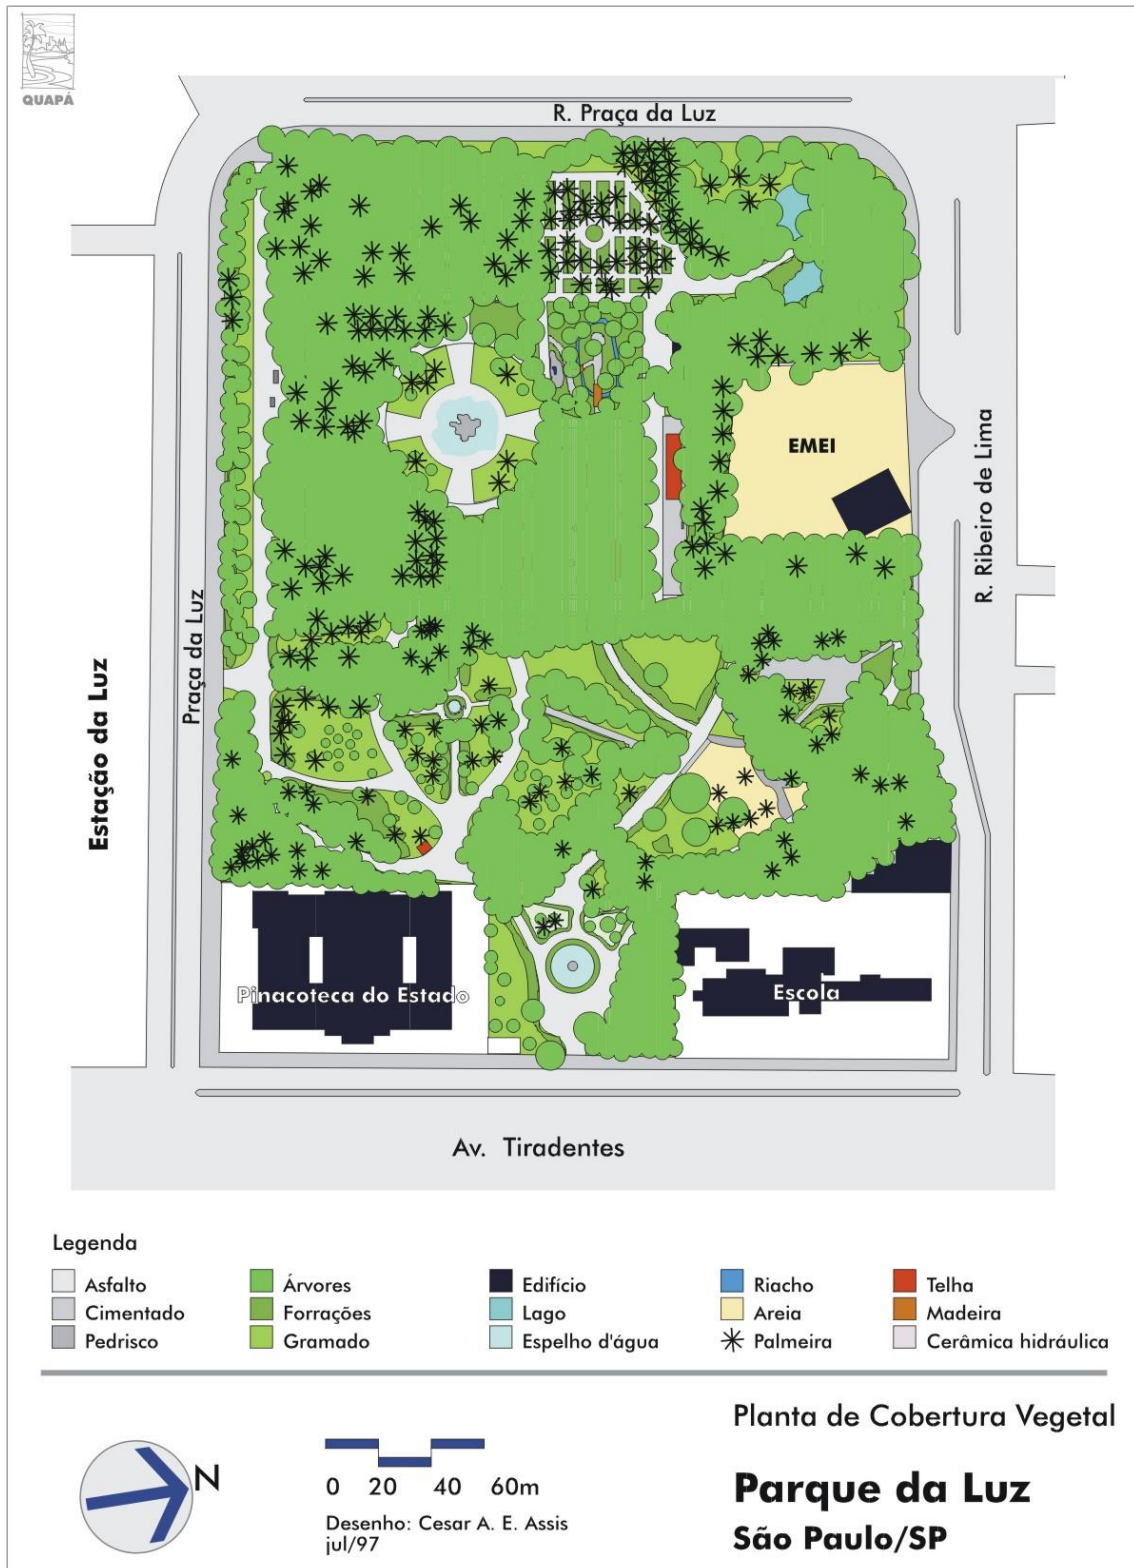 QUAPÁ
R. Praça da Luz
EMEI
R. Ribeiro de Lima
Praça da Luz
Estação da Luz
Pinacoteca do Estado
Escola
Av. Tiradentes
Legenda
Asfalto
Cimentado
Pedrisco
Árvores
Forrações
Gramado
Edifício
Lago
Espelho d'água
Riacho
Areia
Palmeira
Telha
Madeira
Cerâmica hidráulica
N
0 20 40 60m
Desenho: Cesar A. E. Assis
jul/97
Planta de Cobertura Vegetal
Parque da Luz
São Paulo/SP